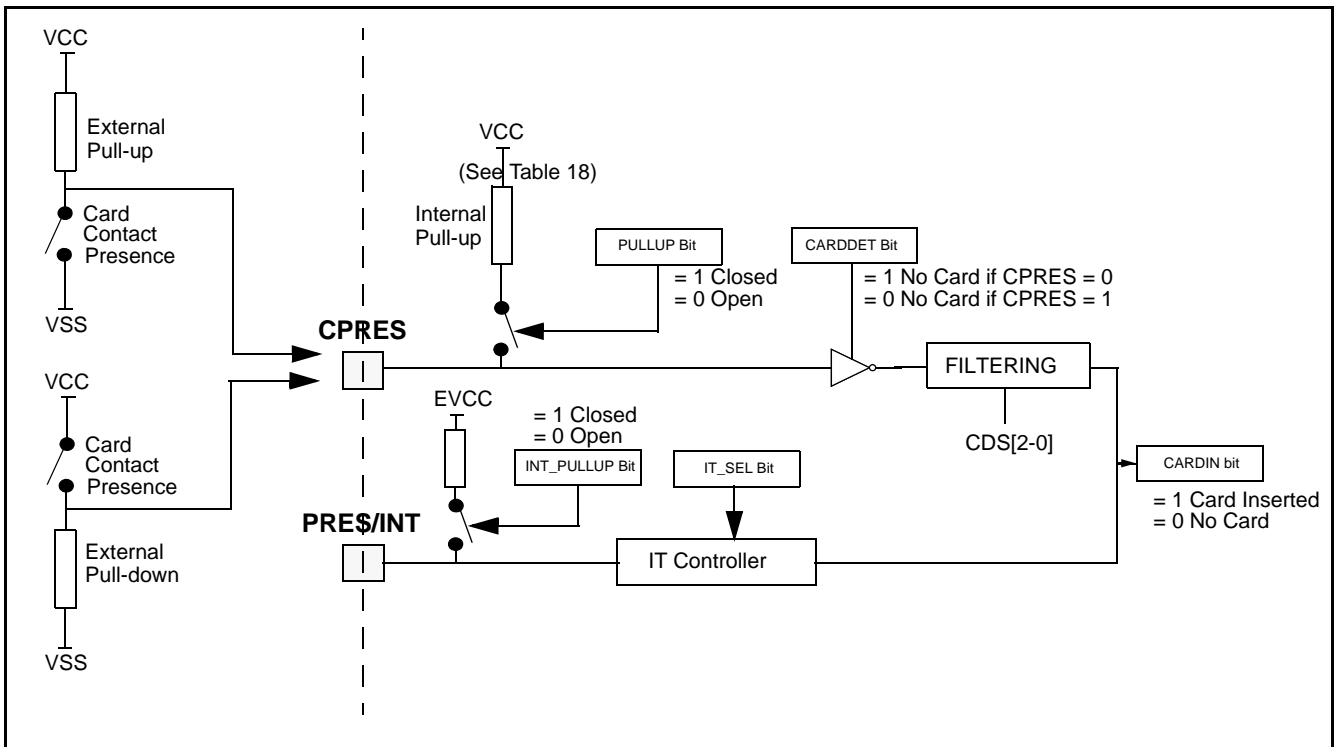 VCC
External
Pull-up
Card
Contact
Presence
VSS
VCC
Card
Contact
Presence
External
Pull-down
VSS
VCC
(See Table 18)
Internal
Pull-up
PULLUP Bit
= 1 Closed
= 0 Open
CARDDET Bit
= 1 No Card if CPRES = 0
= 0 No Card if CPRES = 1
CPRES
FILTERING
CDS[2-0]
EVCC
= 1 Closed
= 0 Open
INT_PULLUP Bit
IT_SEL Bit
PRES/INT
IT Controller
CARDIN bit
= 1 Card Inserted
= 0 No Card